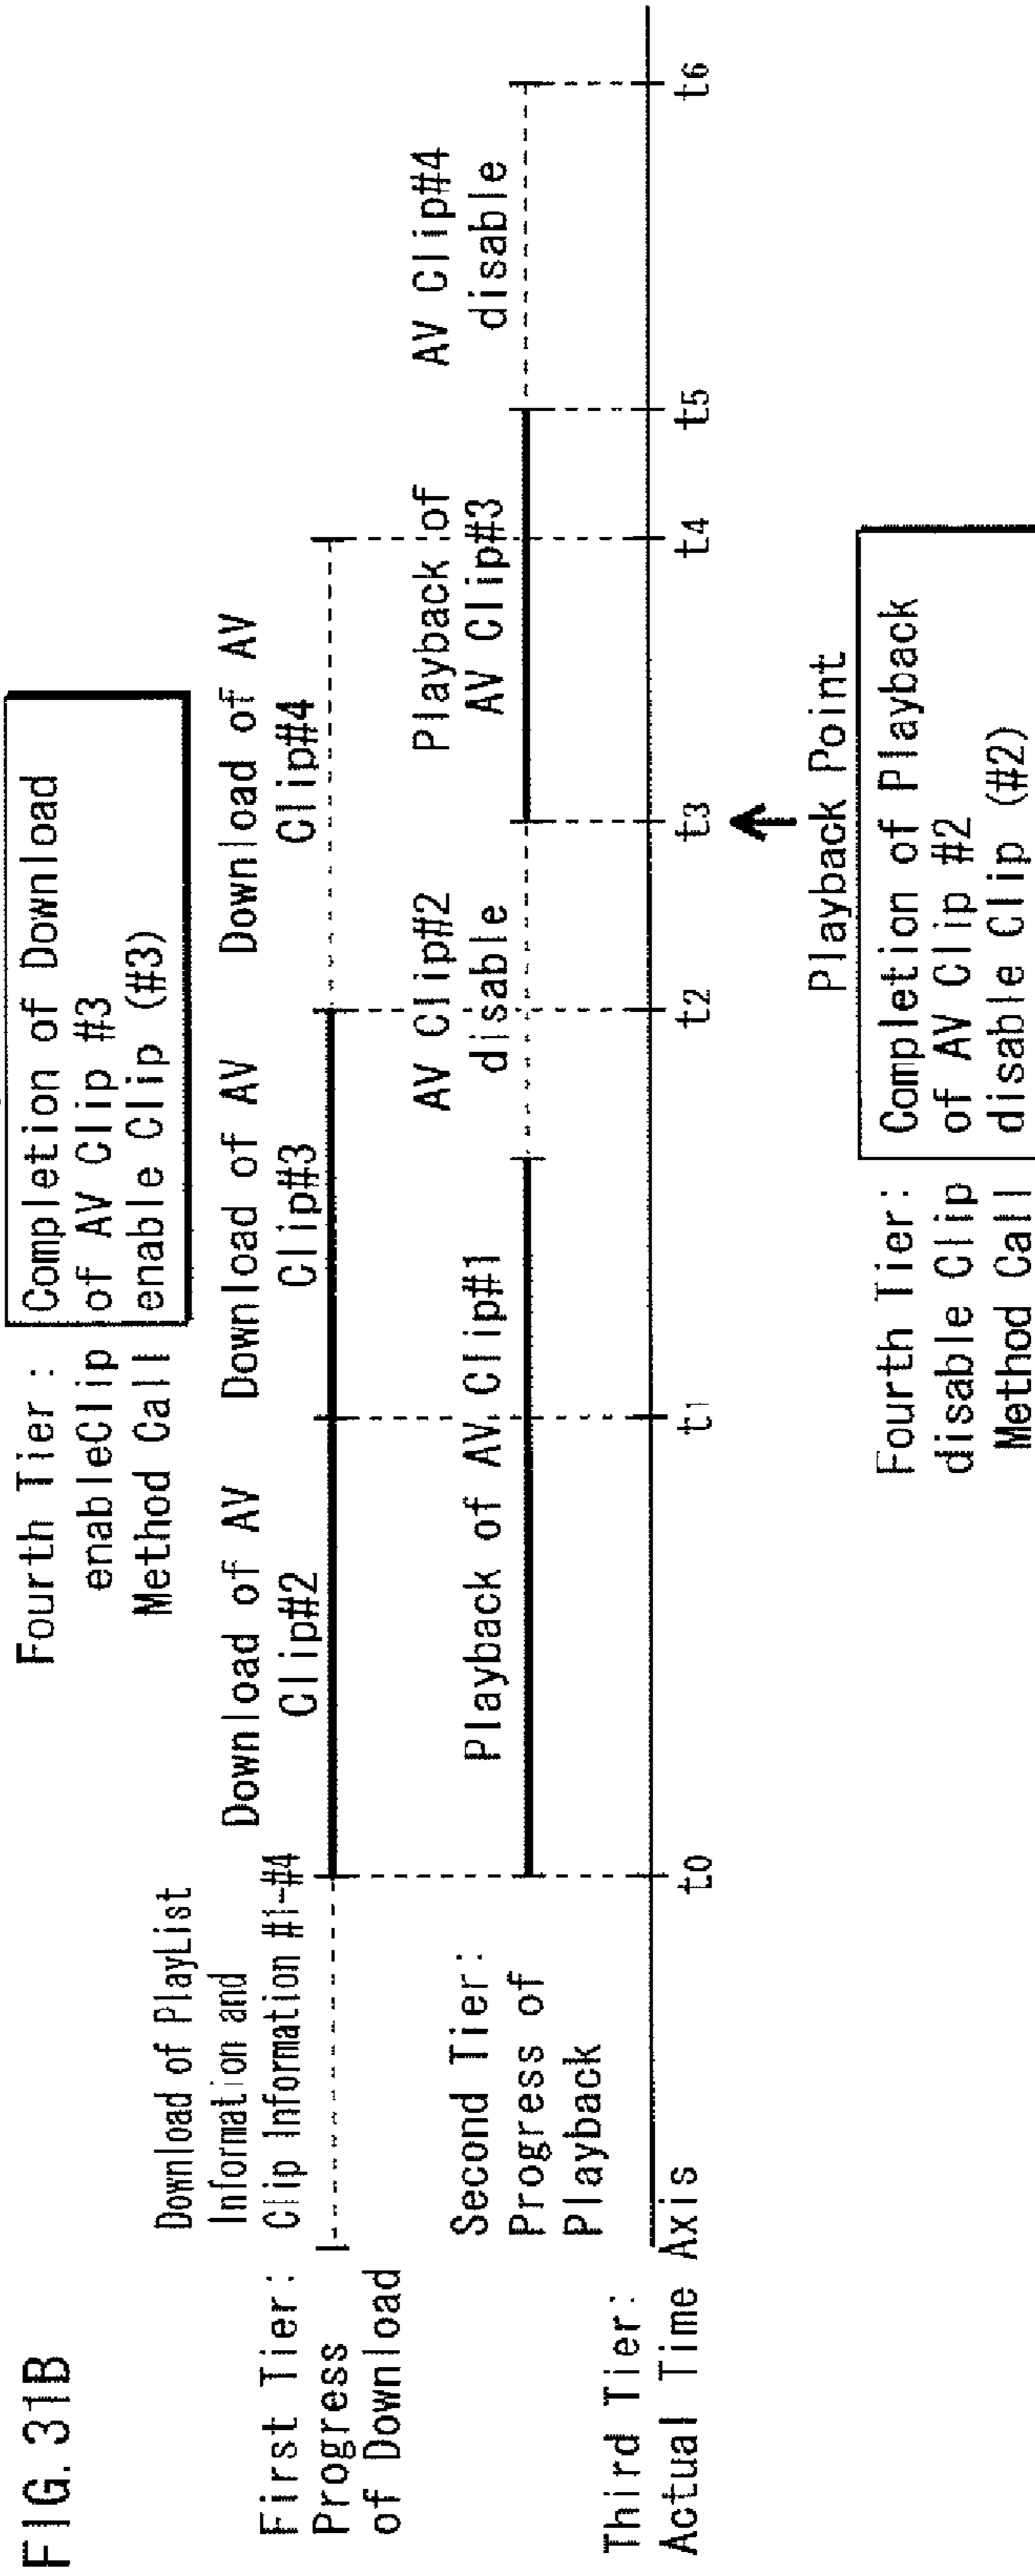 FIG. 31B
Fourth Tier:
enableClip
Method Call
Completion of Download
of AV Clip #3
enable Clip (#3)
Download of PlayList
Information and
Clip Information #1-#4
Download of AV
Clip#2
Download of AV
Clip#3
Download of AV
Clip#4
First Tier:
Progress
of Download
Second Tier:
Progress of
Playback
Playback of AV Clip#1
AV Clip#2
disable
Playback of
AV Clip#3
AV Clip#4
disable
Third Tier:
Actual Time Axis
t0
t1
t2
t3
t4
t5
t6
Playback Point
Fourth Tier:
disable Clip
Method Call
Completion of Playback
of AV Clip #2
disable Clip (#2)